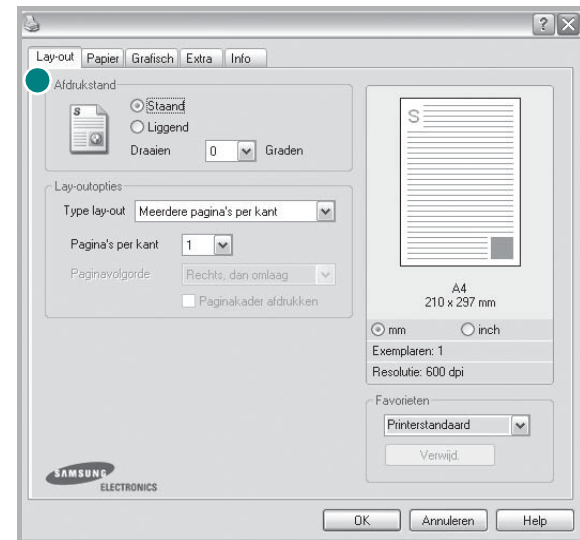 Lay-out Papier Grafisch Extra Info
Afdrukstand
S
Staand
Liggend
Draaien 0 Graden
Lay-outopties
Type lay-out Meerdere pagina's per kant
Pagina's per kant 1
Paginavolgorde Rechts, dan omlaag
Paginakader afdrukken
S
A4
210 x 297 mm
mm inch
Exemplaren: 1
Resolutie: 600 dpi
Favorieten
Printerstandaard
Verwijd.
SAMSUNG
ELECTRONICS
OK Annuleren Help